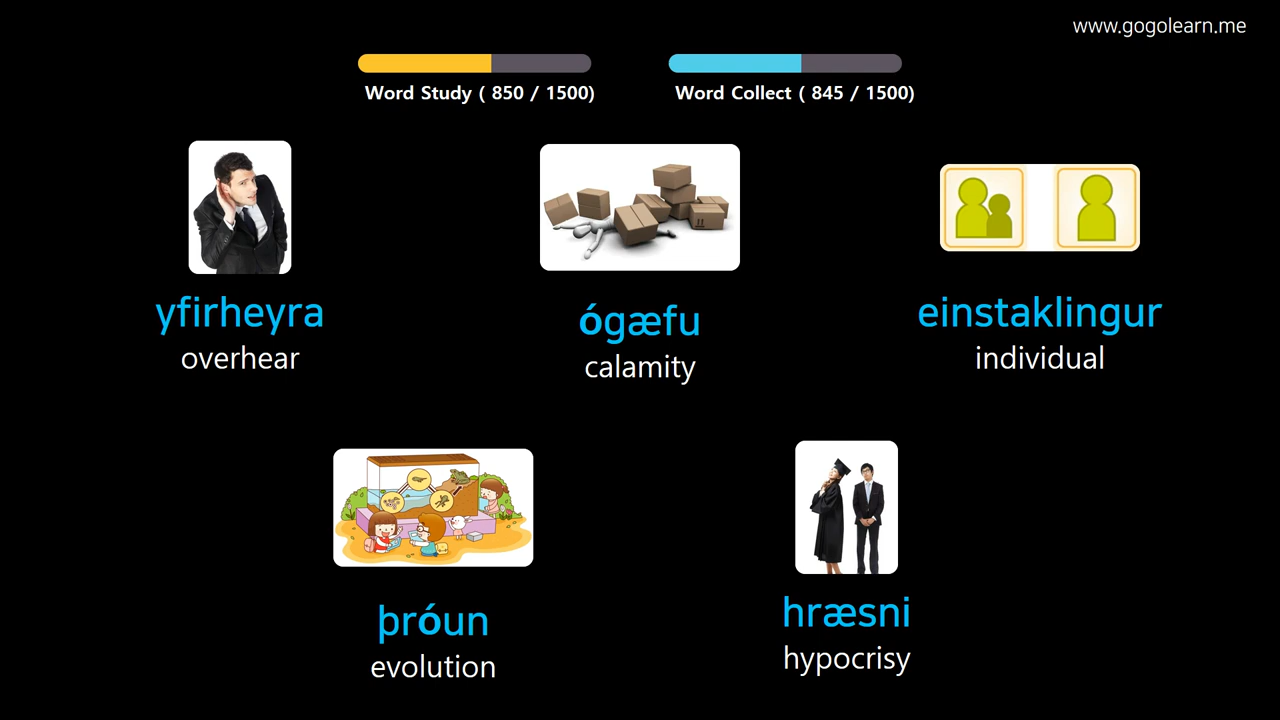 www.gogolearn.me
Word Study ( 850 / 1500)
Word Collect ( 845 / 1500)
yfirheyra
overhear
ógæfu
calamity
einstaklingur
individual
þróun
evolution
hræsni
hypocrisy